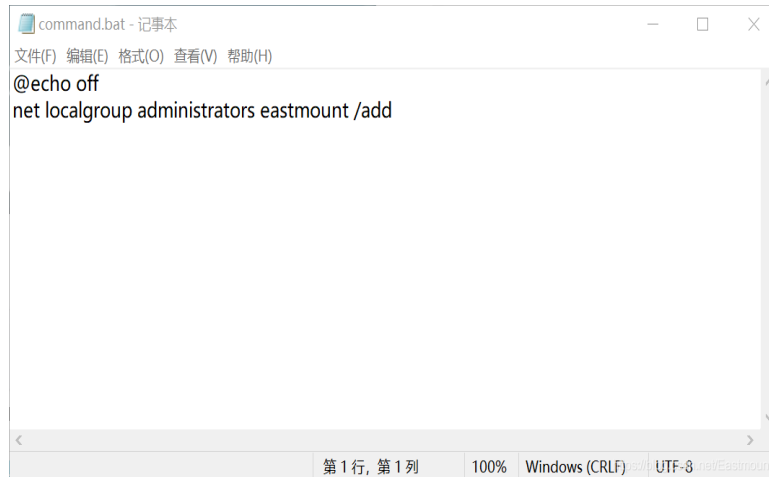 command.bat - 记事本
文件(F) 编辑(E) 格式(O) 查看(V) 帮助(H)
@echo off
net localgroup administrators eastmount /add
第 1 行，第 1 列 100% Windows (CRLF) UTF-8